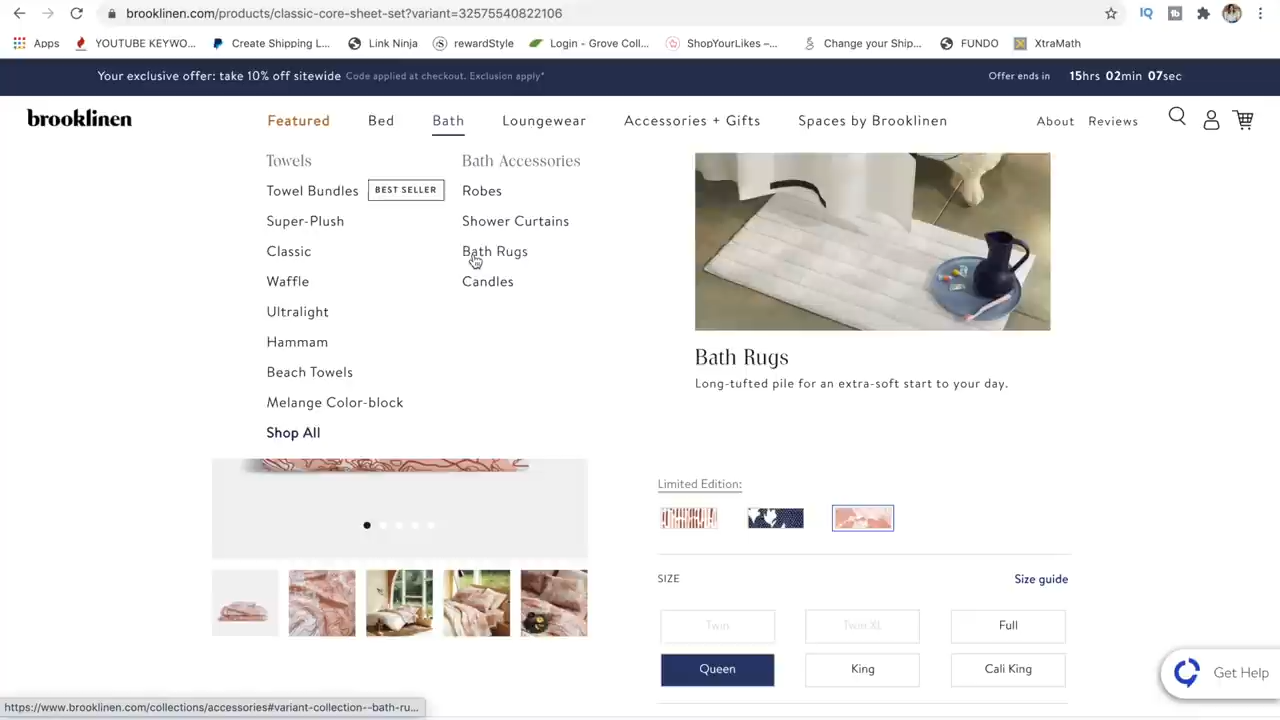 brooklinen.com/products/classic-core-sheet-set?variant=32575540822106
Apps
YOUTUBE KEYWO...
Create Shipping L...
Link Ninja
rewardStyle
Login - Grove Coll...
ShopYourLikes –...
Change your Ship...
FUNDO
XtraMath
Your exclusive offer: take 10% off sitewide Code applied at checkout. Exclusion apply*
Offer ends in 15hrs 02min 07sec
brooklinen
Featured
Bed
Bath
Loungewear
Accessories + Gifts
Spaces by Brooklinen
About
Reviews
Towels
Towel Bundles BEST SELLER
Super-Plush
Classic
Waffle
Ultralight
Hammam
Beach Towels
Melange Color-block
Shop All
Bath Accessories
Robes
Shower Curtains
Bath Rugs
Candles
Bath Rugs
Long-tufted pile for an extra-soft start to your day.
Limited Edition:
SIZE
Size guide
Twin
Twin XL
Full
Queen
King
Cali King
Get Help
https://www.brooklinen.com/collections/accessories#variant-collection--bath-ru...